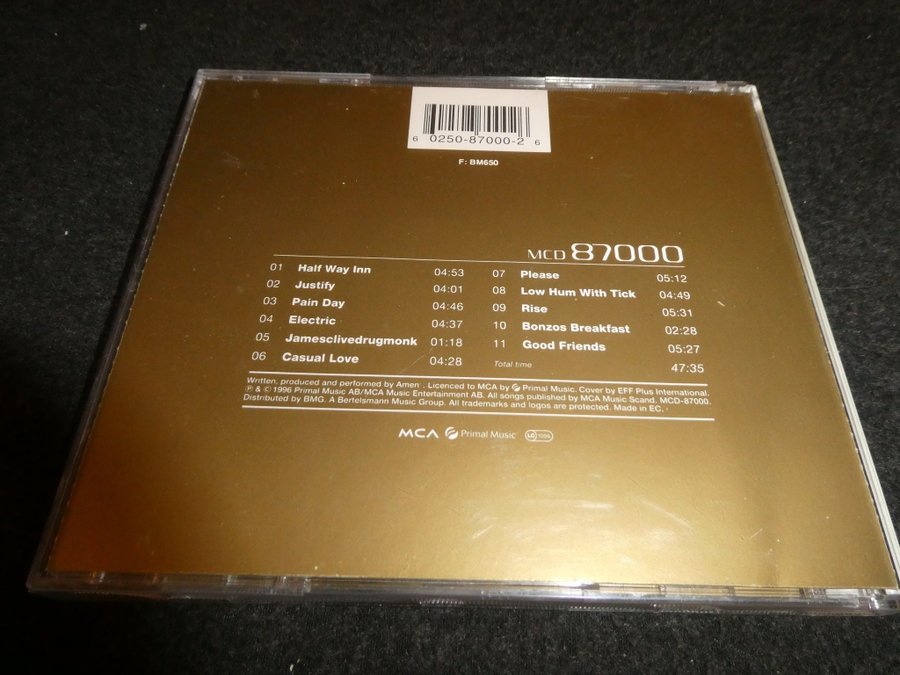 6 0250-87000-2 6
F: BM650
MCD 87000
01 Half Way Inn 04:53
02 Justify 04:01
03 Pain Day 04:46
04 Electric 04:37
05 Jamesclivedrugmonk 01:18
06 Casual Love 04:28
07 Please 05:12
08 Low Hum With Tick 04:49
09 Rise 05:31
10 Bonzos Breakfast 02:28
11 Good Friends 05:27
Total time 47:35
Written, produced and performed by Amen . Licenced to MCA by Primal Music. Cover by EFF Plus International.
℗ & © 1996 Primal Music AB/MCA Music Entertainment AB. All songs published by MCA Music Scand. MCD-87000.
Distributed by BMG. A Bertelsmann Music Group. All trademarks and logos are protected. Made in EC.
MCA Primal Music LC 1056